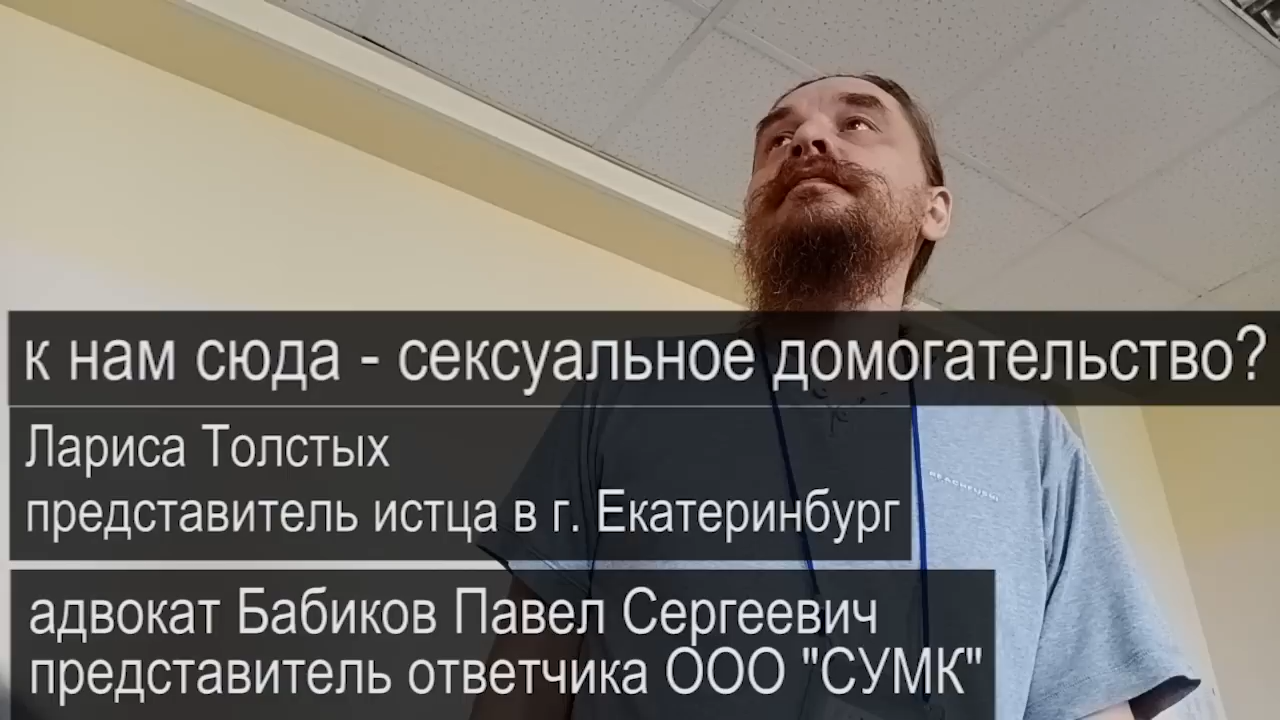 к нам сюда - сексуальное домогательство?
Лариса Толстых
представитель истца в г. Екатеринбург
адвокат Бабиков Павел Сергеевич
представитель ответчика ООО "СУМК"